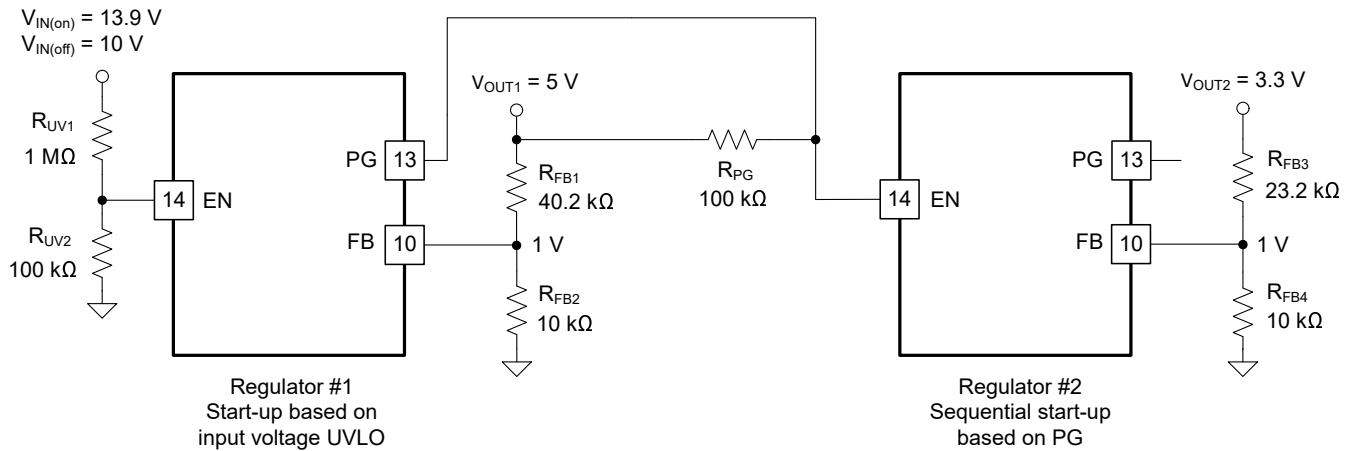 V_IN(on) = 13.9 V
V_IN(off) = 10 V
R_UV1
1 MΩ
14 EN
R_UV2
100 kΩ
PG 13
FB 10
V_OUT1 = 5 V
R_FB1
40.2 kΩ
1 V
R_FB2
10 kΩ
R_PG
100 kΩ
14 EN
PG 13
FB 10
V_OUT2 = 3.3 V
R_FB3
23.2 kΩ
1 V
R_FB4
10 kΩ
Regulator #1
Start-up based on
input voltage UVLO
Regulator #2
Sequential start-up
based on PG